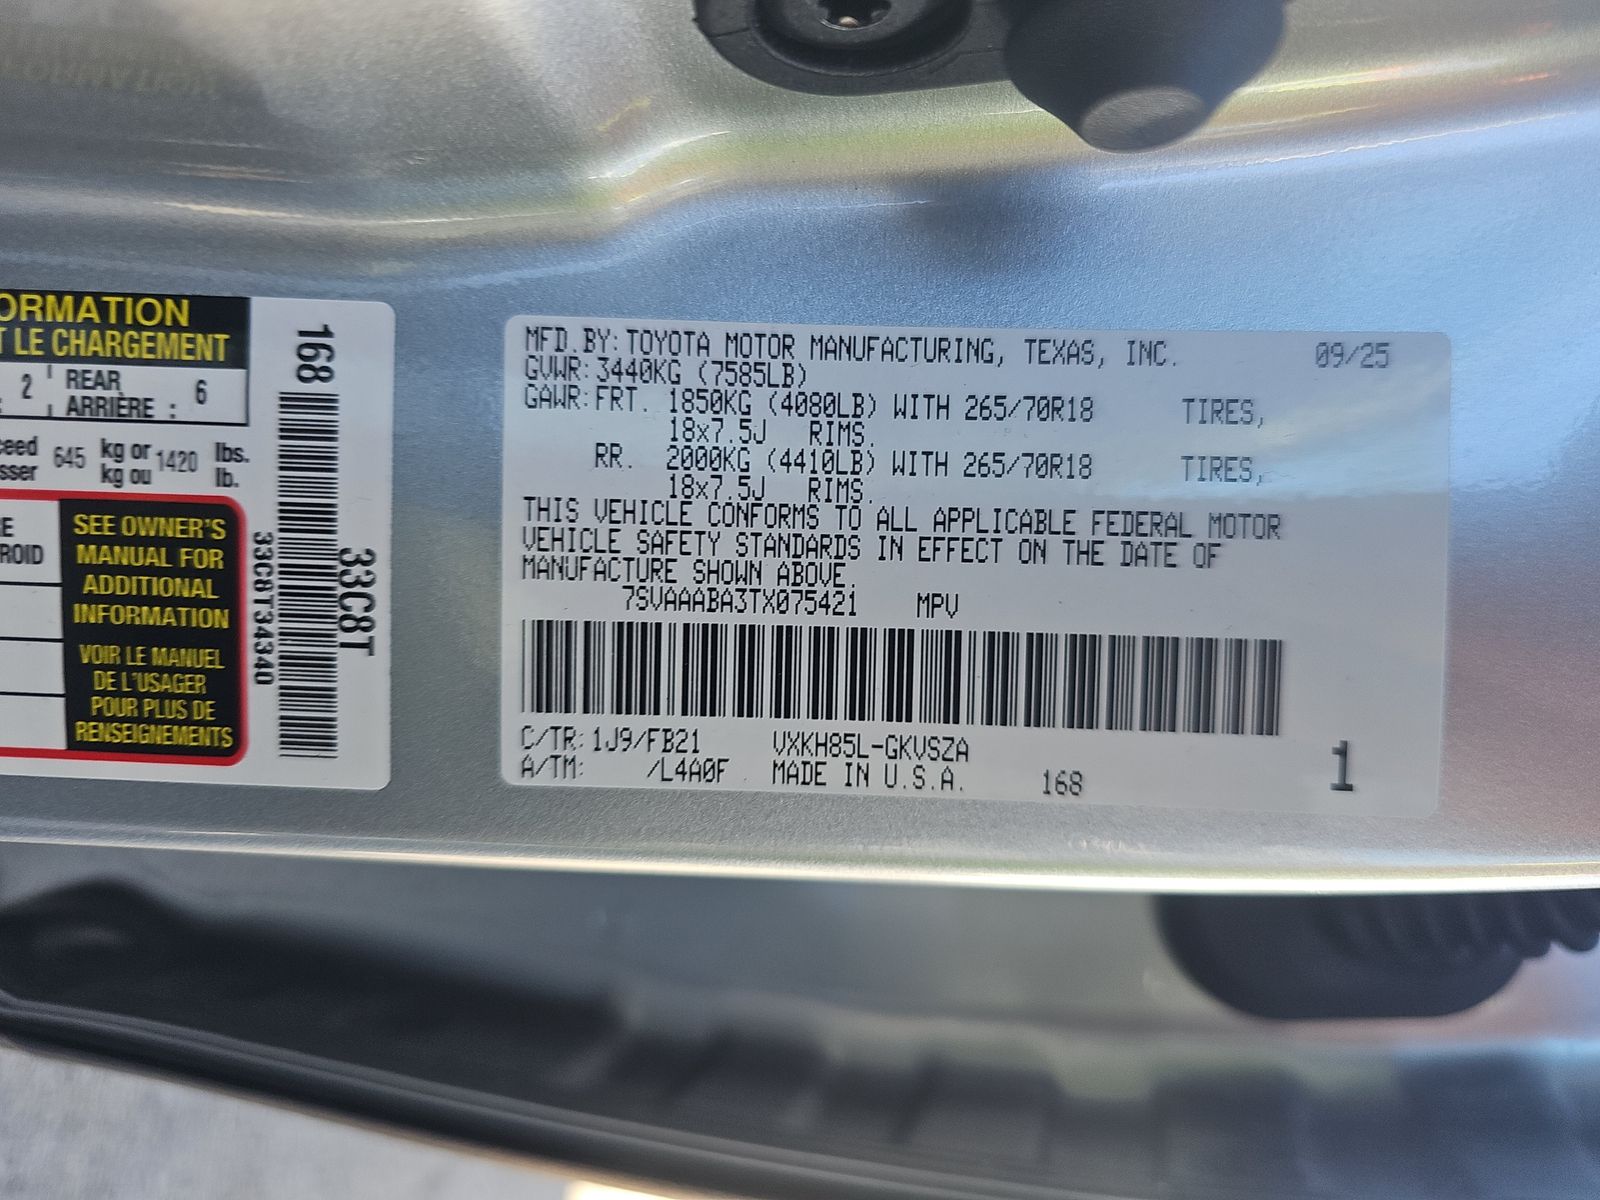 ORMATION
T LE CHARGEMENT
2 REAR ARRIÈRE : 6
ceed 645 kg or 1420 lbs.
sser kg ou lb.
E
ROID
SEE OWNER'S
MANUAL FOR
ADDITIONAL
INFORMATION
VOIR LE MANUEL
DE L'USAGER
POUR PLUS DE
RENSEIGNEMENTS
168
33C8T34340
33C8T
MFD.BY: TOYOTA MOTOR MANUFACTURING, TEXAS, INC. 09/25
GVWR: 3440KG (7585LB)
GAWR: FRT. 1850KG (4080LB) WITH 265/70R18 TIRES,
18x7.5J RIMS.
RR. 2000KG (4410LB) WITH 265/70R18 TIRES,
18x7.5J RIMS.
THIS VEHICLE CONFORMS TO ALL APPLICABLE FEDERAL MOTOR
VEHICLE SAFETY STANDARDS IN EFFECT ON THE DATE OF
MANUFACTURE SHOWN ABOVE.
7SVAAABA3TX075421 MPV
C/TR: 1J9/FB21 VXKH85L-GKVSZA
A/TM: /L4A0F MADE IN U.S.A. 168 1